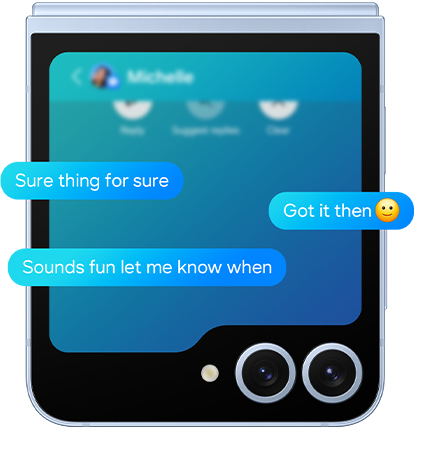 Michelle
Reply Suggest replies Clear
Sure thing for sure
Got it then 🙂
Sounds fun let me know when